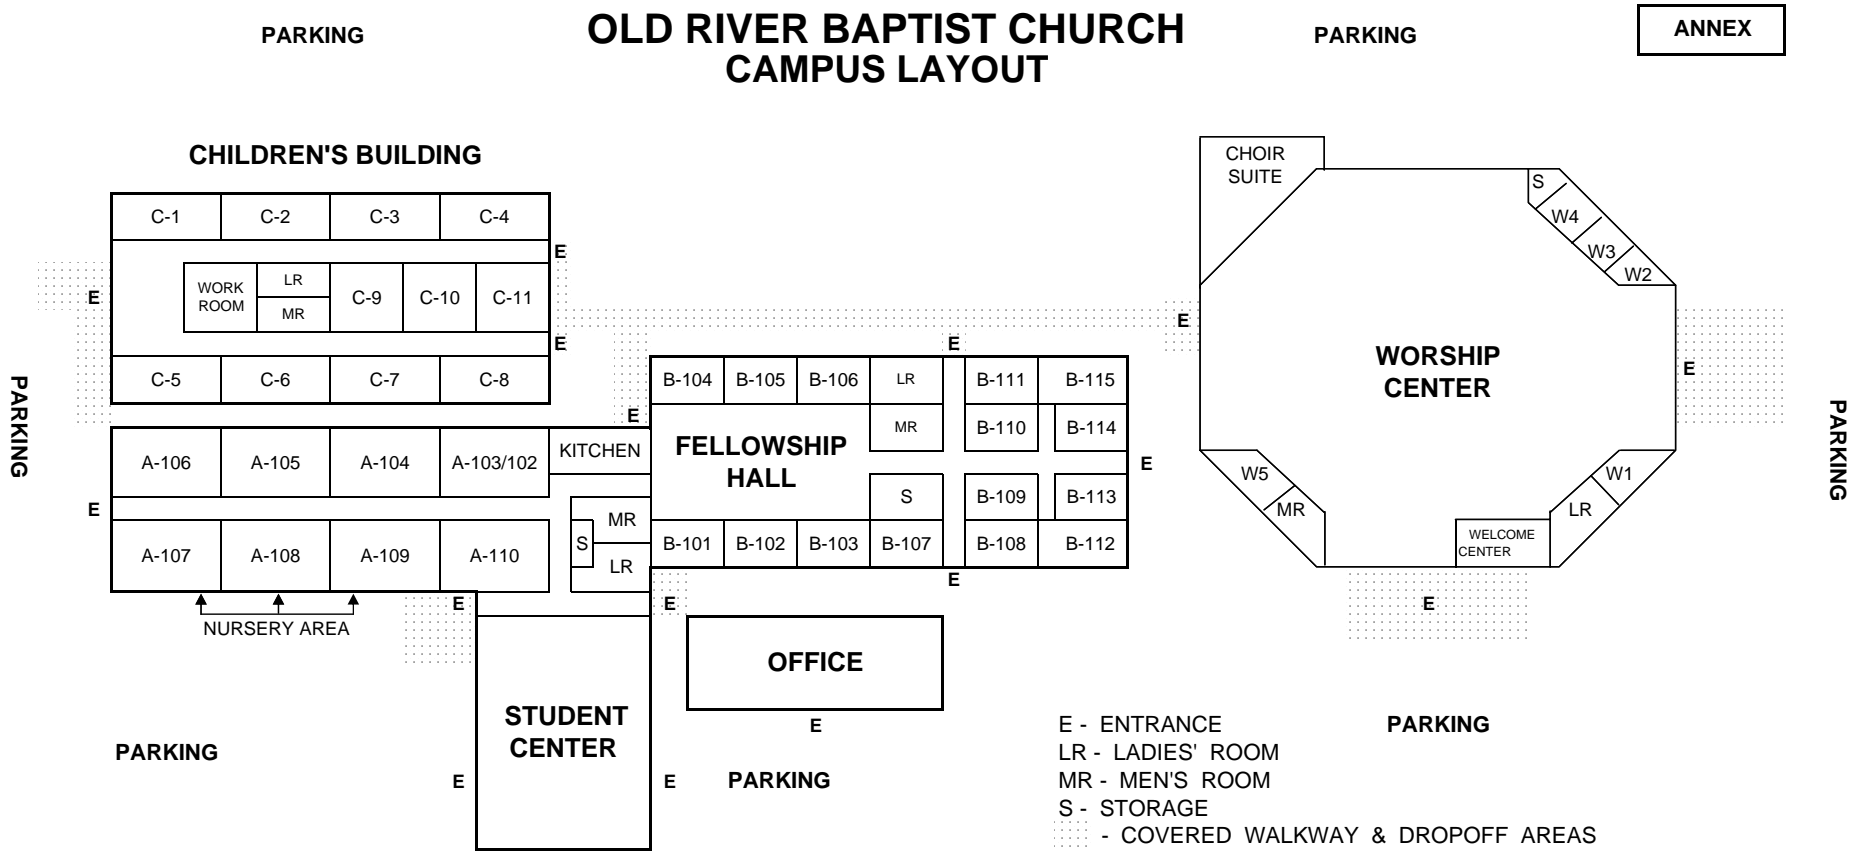 PARKING
OLD RIVER BAPTIST CHURCH
CAMPUS LAYOUT
PARKING
ANNEX
CHILDREN'S BUILDING
C-1
C-2
C-3
C-4
E
E
WORK
ROOM
LR
MR
C-9
C-10
C-11
E
C-5
C-6
C-7
C-8
PARKING
A-106
A-105
A-104
A-103/102
KITCHEN
E
E
A-107
A-108
A-109
A-110
S
MR
LR
NURSERY AREA
E
E
B-104
B-105
B-106
LR
MR
E
B-111
B-115
B-110
B-114
FELLOWSHIP
HALL
E
S
B-109
B-113
B-101
B-102
B-103
B-107
B-108
B-112
E
OFFICE
E
STUDENT
CENTER
E
E
PARKING
PARKING
CHOIR
SUITE
S
W4
W3
W2
E
WORSHIP
CENTER
E
W5
MR
W1
LR
WELCOME
CENTER
E
PARKING
PARKING
E - ENTRANCE
LR - LADIES' ROOM
MR - MEN'S ROOM
S - STORAGE
- COVERED WALKWAY & DROPOFF AREAS